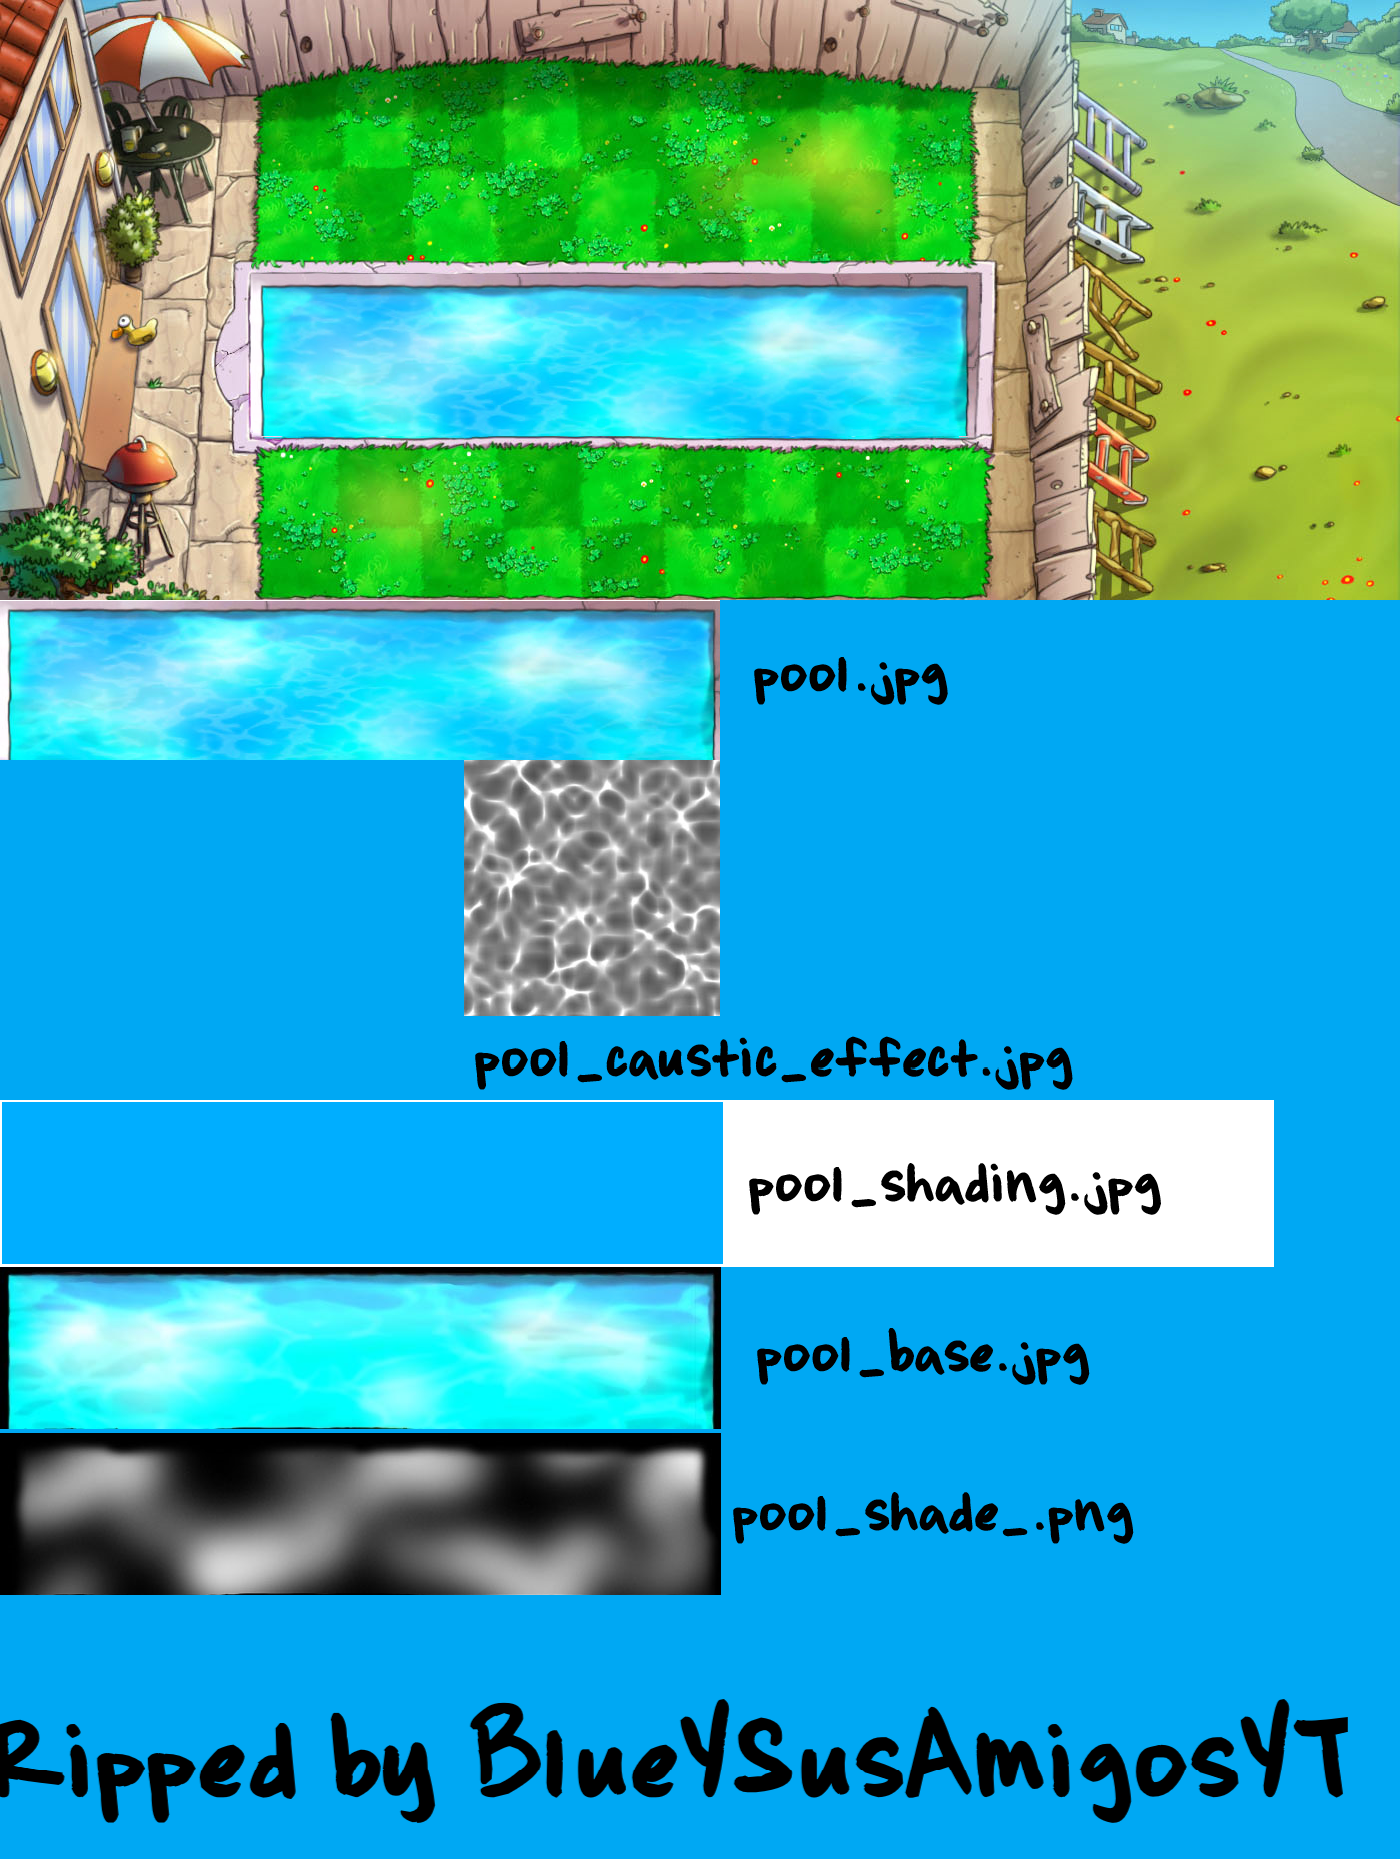 pool.jpg
pool_caustic_effect.jpg
pool_shading.jpg
pool_base.jpg
pool_shade_.png
Ripped by BlueYSusAmigosYT